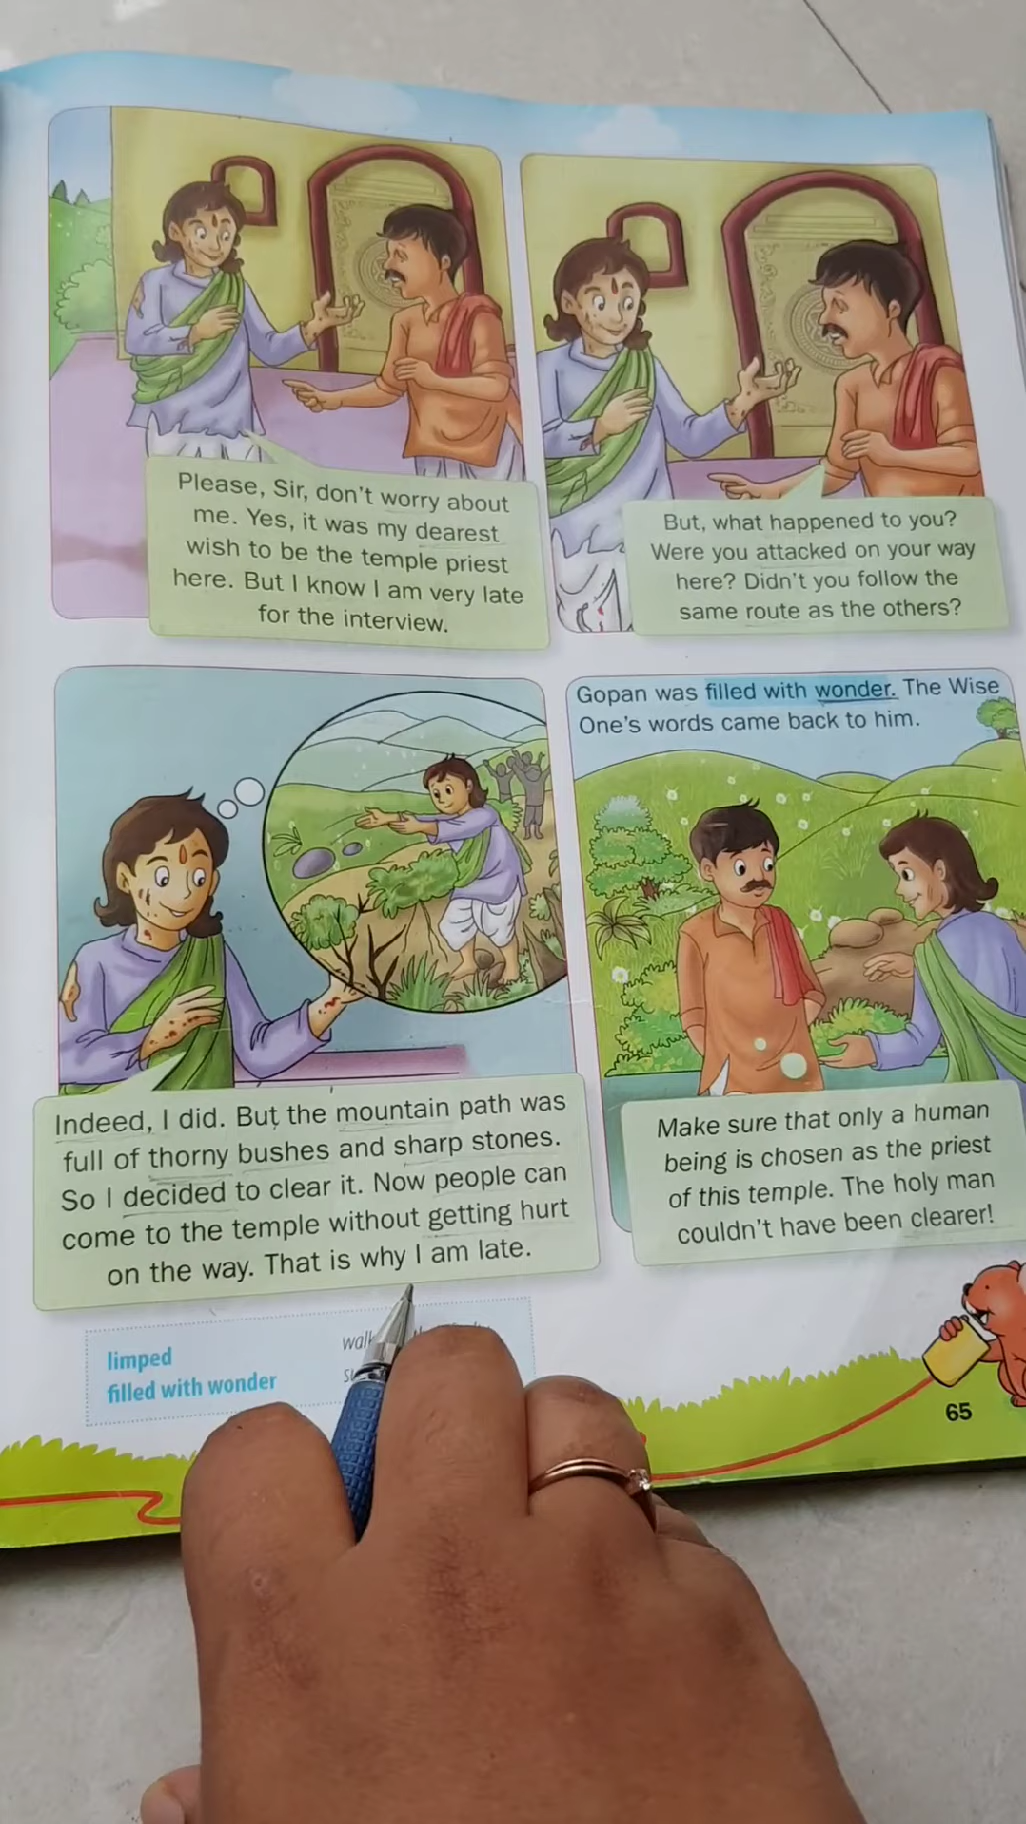 Please, Sir, don't worry about
me. Yes, it was my dearest
wish to be the temple priest
here. But I know I am very late
for the interview.
But, what happened to you?
Were you attacked on your way
here? Didn't you follow the
same route as the others?
Indeed, I did. But the mountain path was
full of thorny bushes and sharp stones.
So I decided to clear it. Now people can
come to the temple without getting hurt
on the way. That is why I am late.
Gopan was filled with wonder. The Wise
One's words came back to him.
Make sure that only a human
being is chosen as the priest
of this temple. The holy man
couldn't have been clearer!
limped
filled with wonder
65